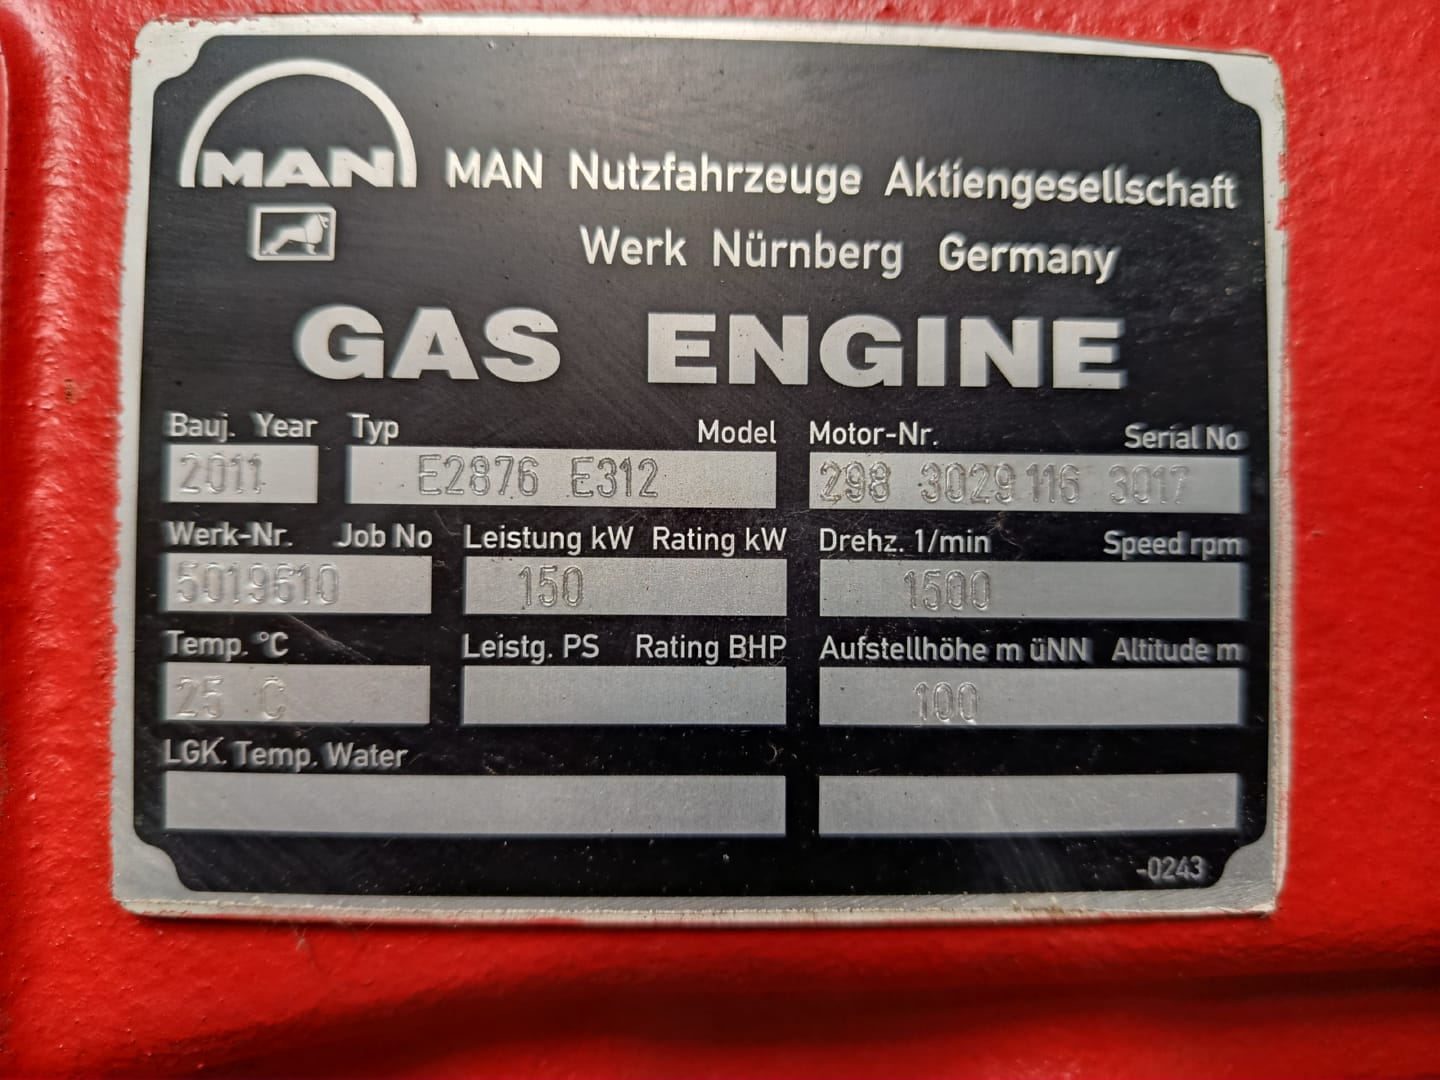 MAN
MAN Nutzfahrzeuge Aktiengesellschaft
Werk Nürnberg Germany
GAS ENGINE
Bauj. Year Typ Model Motor-Nr. Serial No
2011 E2876 E312 298 3029 116 3017
Werk-Nr. Job No Leistung kW Rating kW Drehz. 1/min Speed rpm
5019610 150 1500
Temp. °C Leistg. PS Rating BHP Aufstellhöhe m üNN Altitude m
25 C 100
LGK. Temp. Water
-0243